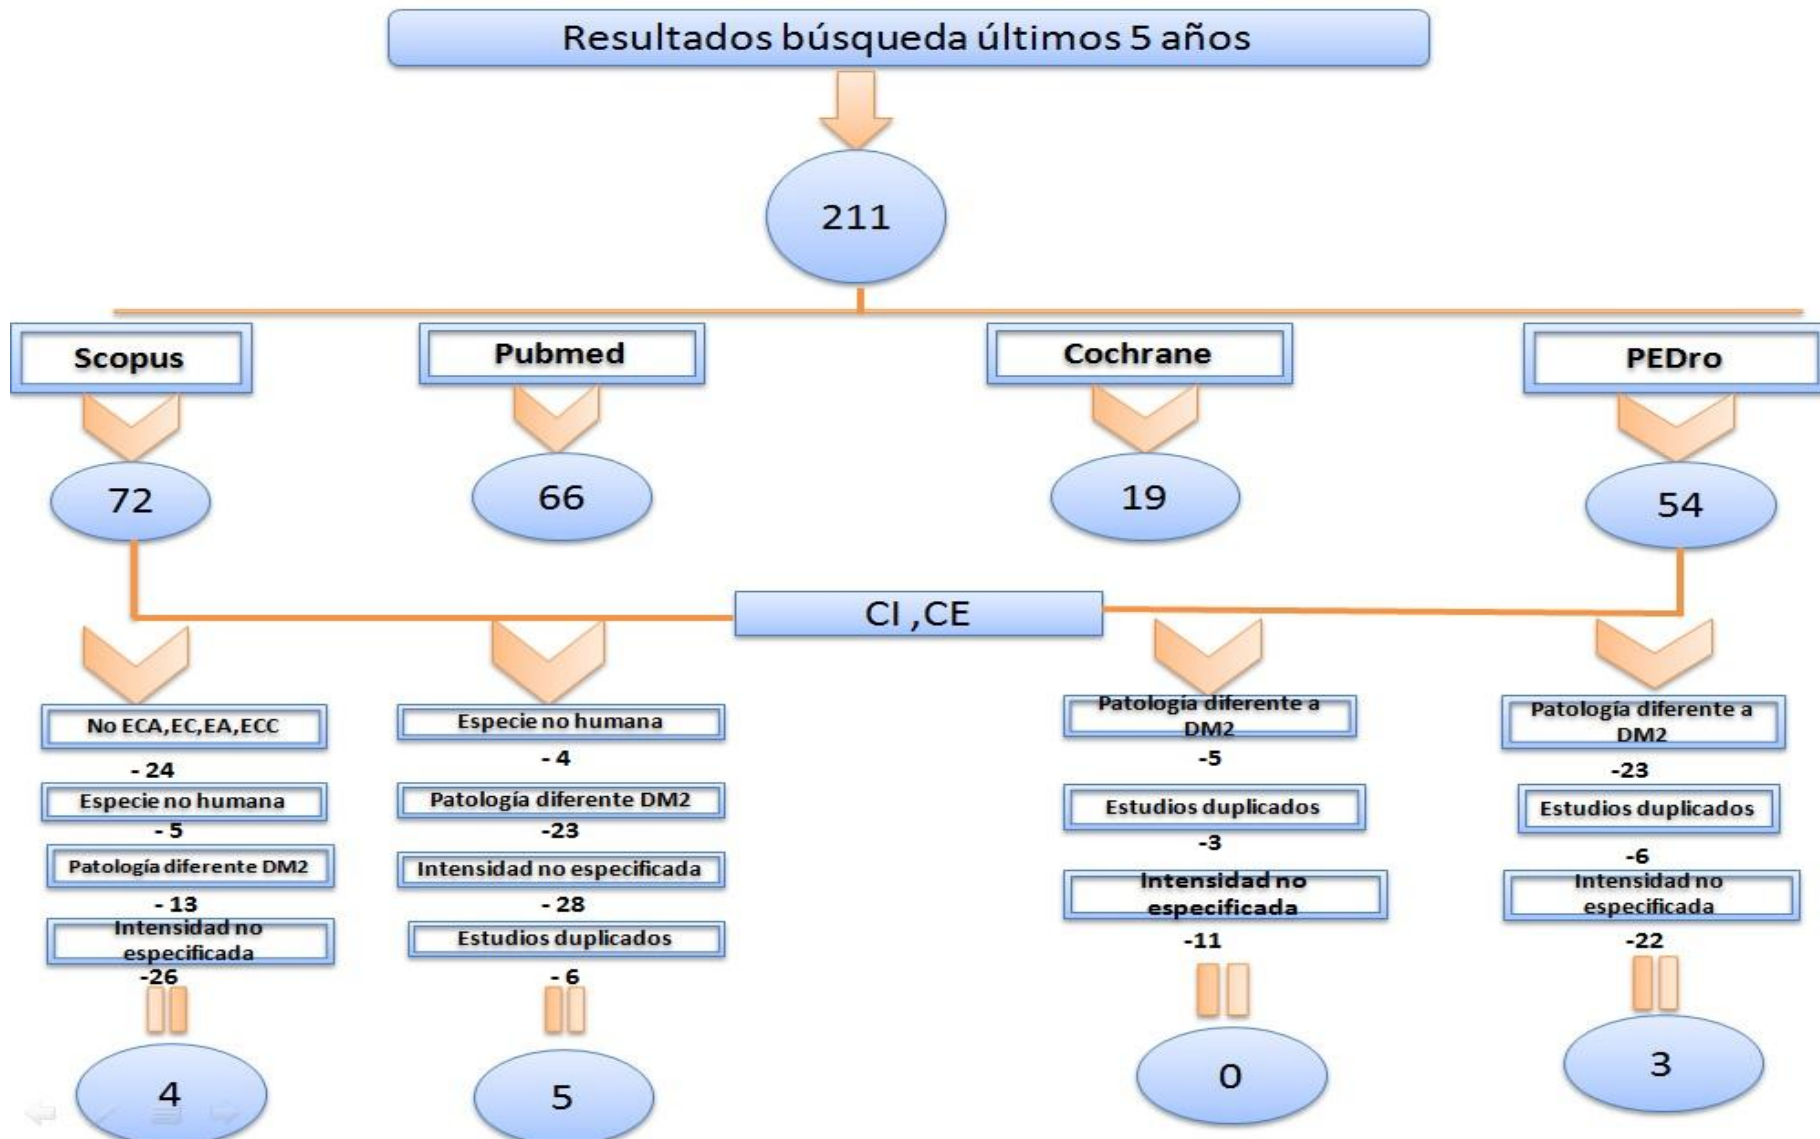 Resultados búsqueda últimos 5 años
211
Scopus
Pubmed
Cochrane
PEDro
72
66
19
54
CI ,CE
No ECA,EC,EA,ECC
- 24
Especie no humana
- 5
Patología diferente DM2
- 13
Intensidad no
especificada
-26
4
Especie no humana
- 4
Patología diferente DM2
-23
Intensidad no especificada
- 28
Estudios duplicados
- 6
5
Patología diferente a
DM2
-5
Estudios duplicados
-3
Intensidad no
especificada
-11
0
Patología diferente a
DM2
-23
Estudios duplicados
-6
Intensidad no
especificada
-22
3